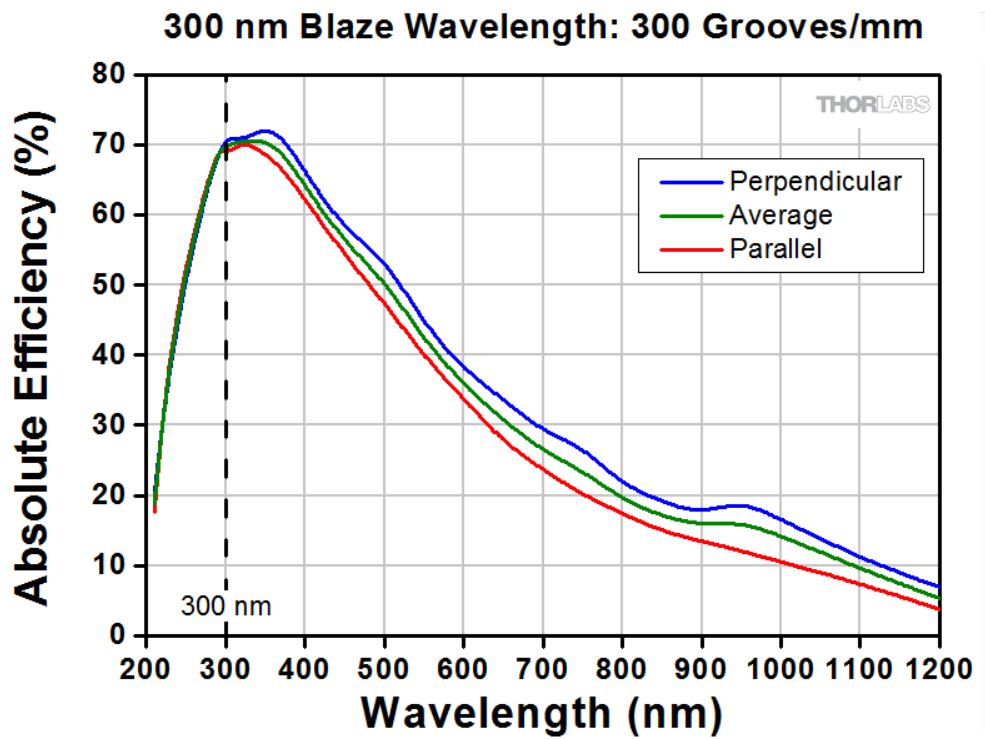 300 nm Blaze Wavelength: 300 Grooves/mm
THORLABS
Perpendicular
Average
Parallel
Absolute Efficiency (%)
80
70
60
50
40
30
20
10
0
300 nm
200 300 400 500 600 700 800 900 1000 1100 1200
Wavelength (nm)